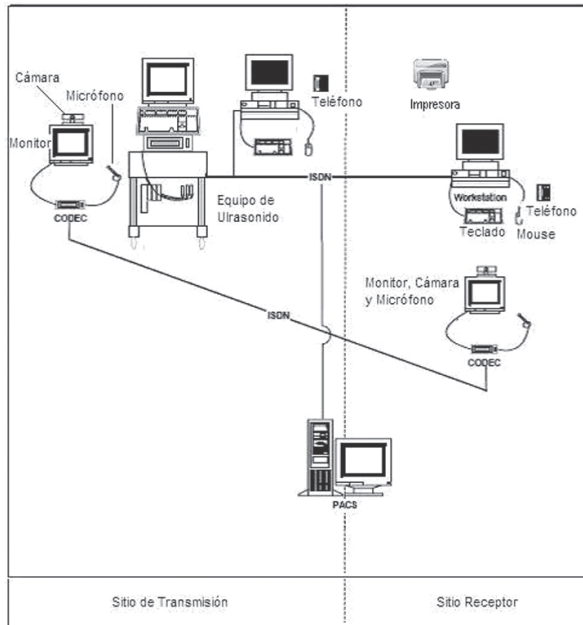 Cámara
Micrófono
Monitor
CODEC
Equipo de
Ulrasonido
Teléfono
ISDN
Impresora
Workstation
Teclado
Mouse
Teléfono
Monitor, Cámara
y Micrófono
CODEC
ISDN
PACS
Sitio de Transmisión
Sitio Receptor